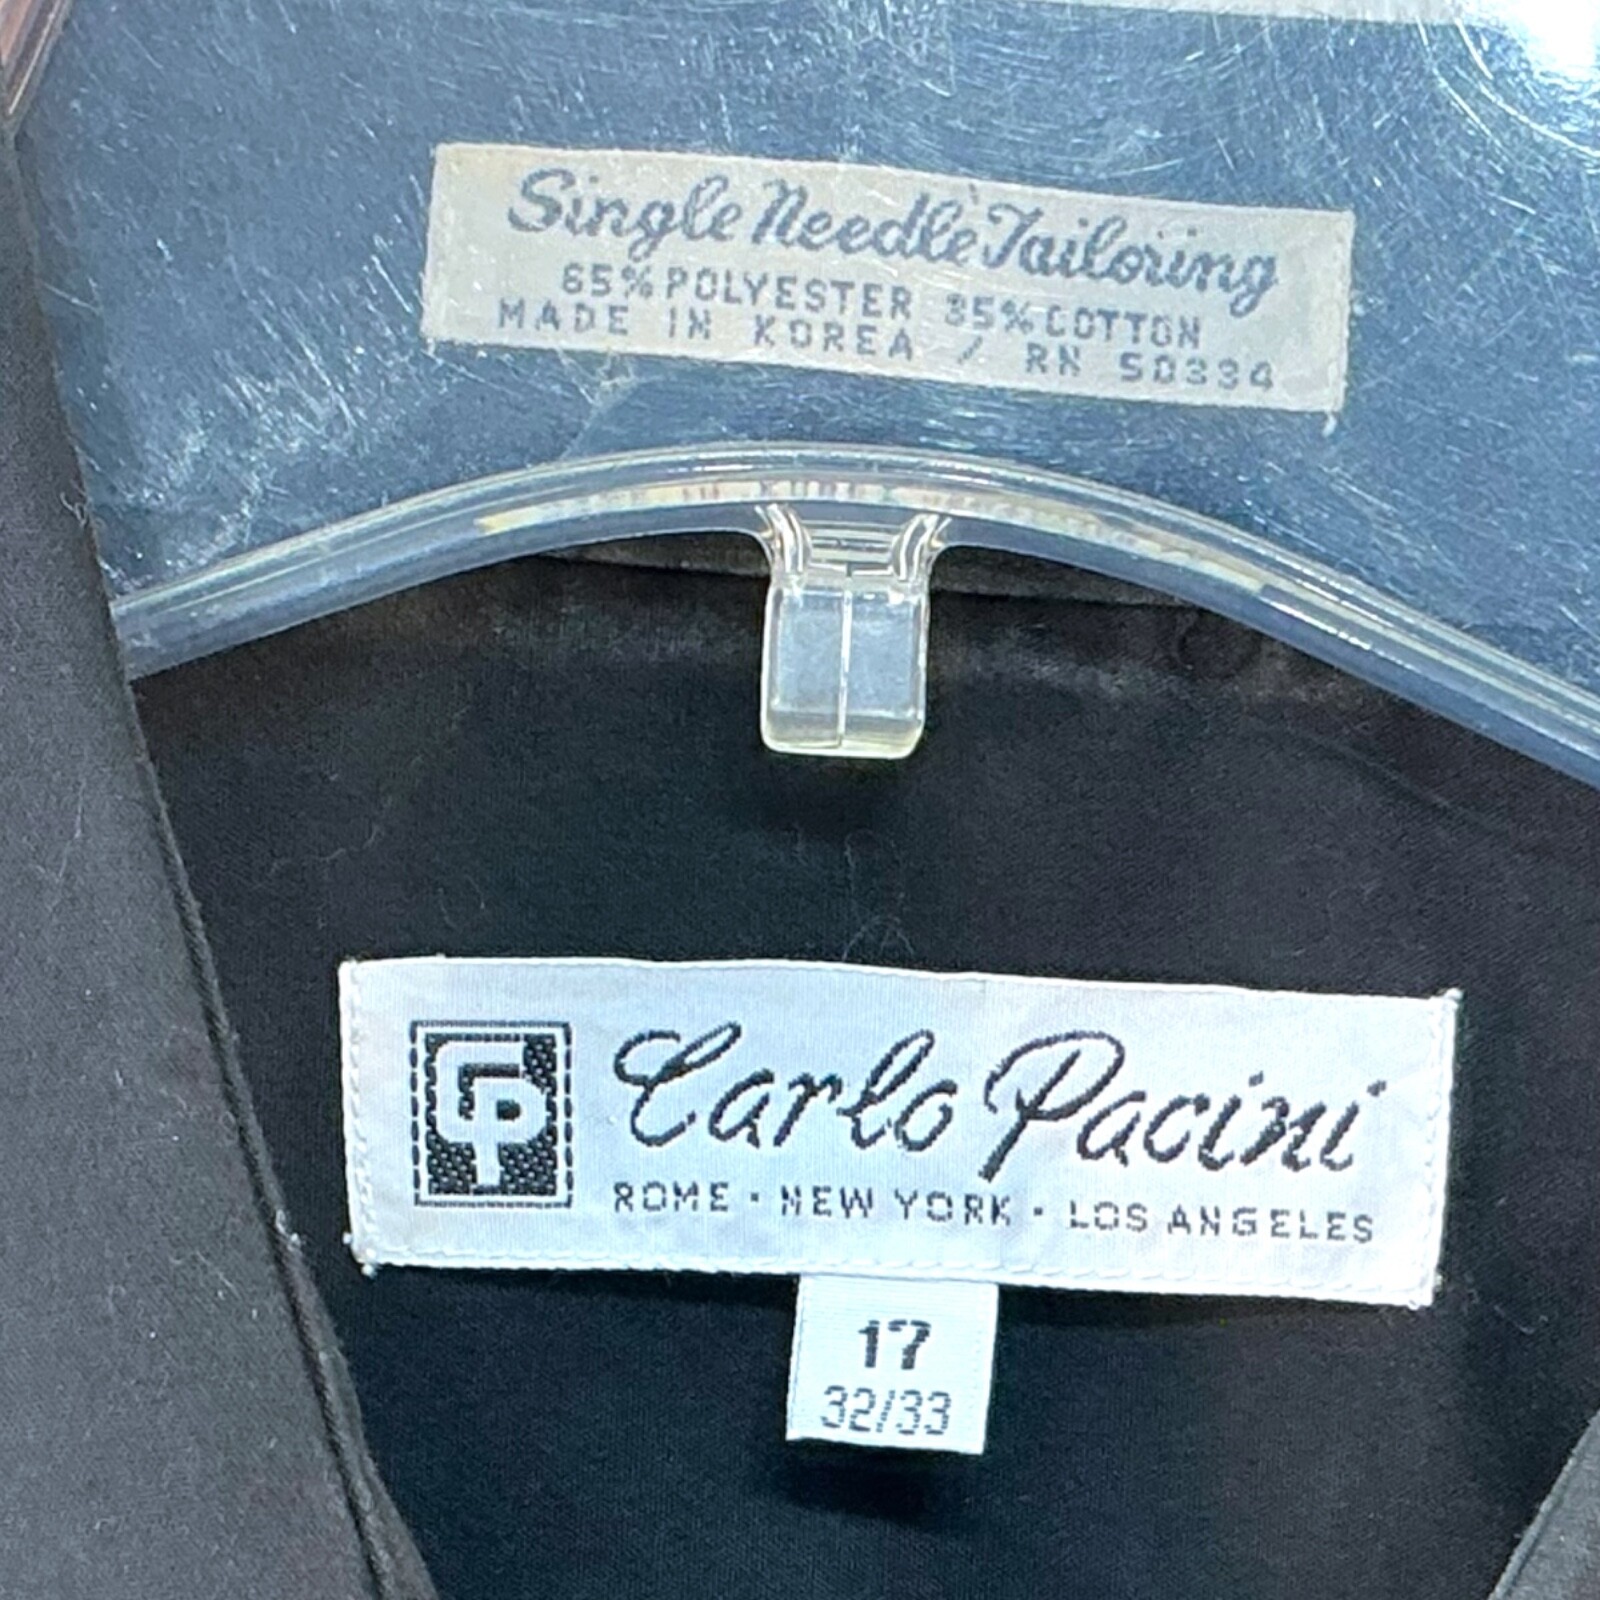 Single Needle Tailoring
65% POLYESTER 35% COTTON
MADE IN KOREA / RN 50334
CP
Carlo Pacini
ROME · NEW YORK · LOS ANGELES
17
32/33